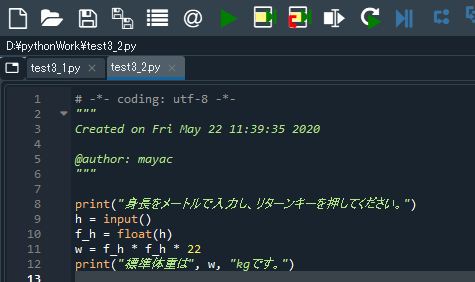 D:¥pythonWork¥test3_2.py
test3_1.py
test3_2.py
1 # -*- coding: utf-8 -*-
2 """
3 Created on Fri May 22 11:39:35 2020
4
5 @author: mayac
6 """
7
8 print("身長をメートルで入力し、リターンキーを押してください。")
9 h = input()
10 f_h = float(h)
11 w = f_h * f_h * 22
12 print("標準体重は", w, "kgです。")
13